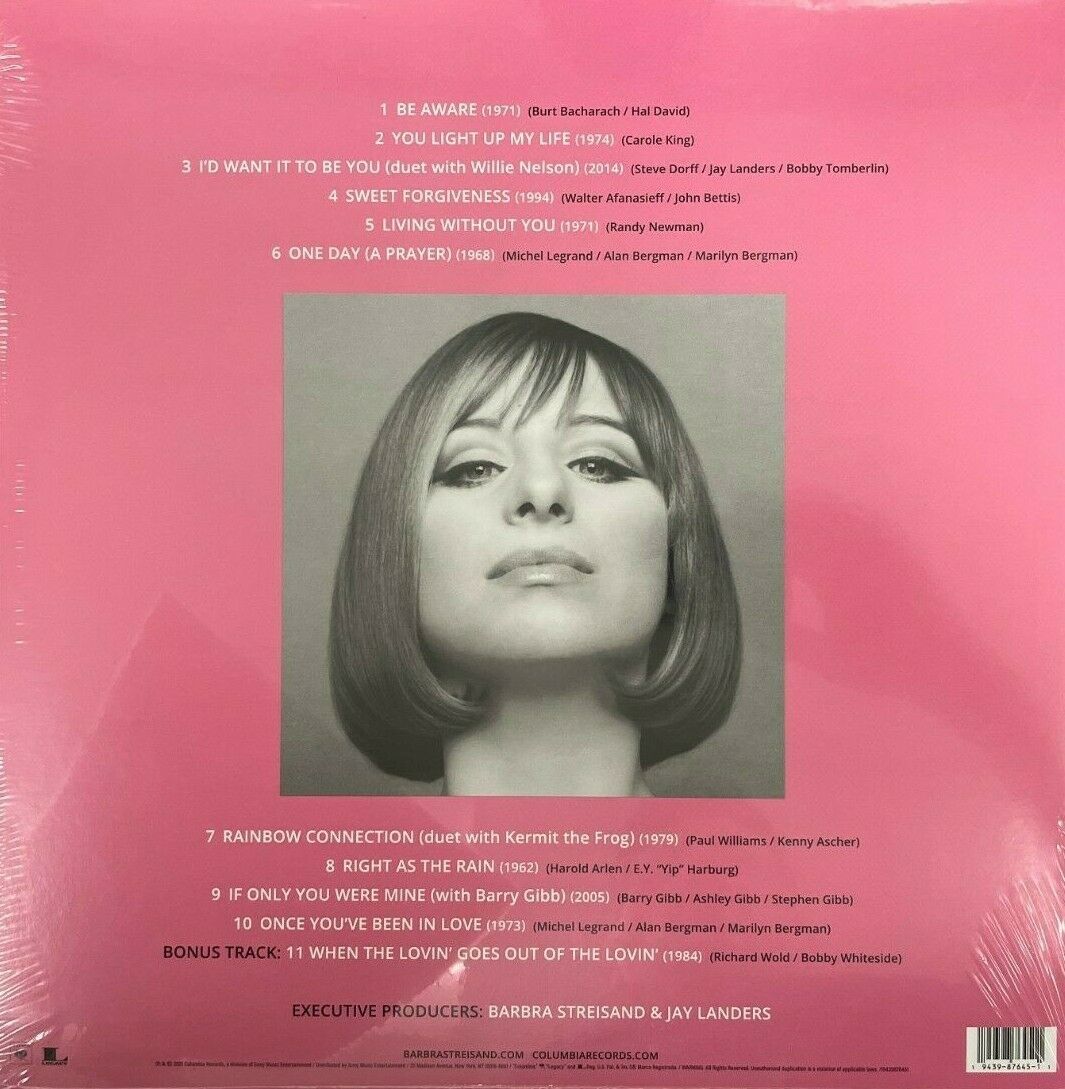 1 BE AWARE (1971) (Burt Bacharach / Hal David)
2 YOU LIGHT UP MY LIFE (1974) (Carole King)
3 I'D WANT IT TO BE YOU (duet with Willie Nelson) (2014) (Steve Dorff / Jay Landers / Bobby Tomberlin)
4 SWEET FORGIVENESS (1994) (Walter Afanasieff / John Bettis)
5 LIVING WITHOUT YOU (1971) (Randy Newman)
6 ONE DAY (A PRAYER) (1968) (Michel Legrand / Alan Bergman / Marilyn Bergman)
7 RAINBOW CONNECTION (duet with Kermit the Frog) (1979) (Paul Williams / Kenny Ascher)
8 RIGHT AS THE RAIN (1962) (Harold Arlen / E.Y. "Yip" Harburg)
9 IF ONLY YOU WERE MINE (with Barry Gibb) (2005) (Barry Gibb / Ashley Gibb / Stephen Gibb)
10 ONCE YOU'VE BEEN IN LOVE (1973) (Michel Legrand / Alan Bergman / Marilyn Bergman)
BONUS TRACK: 11 WHEN THE LOVIN' GOES OUT OF THE LOVIN' (1984) (Richard Wold / Bobby Whiteside)
EXECUTIVE PRODUCERS: BARBRA STREISAND & JAY LANDERS
BARBRASTREISAND.COM COLUMBIARECORDS.COM
LEGACY
1 9439-87645-1 1